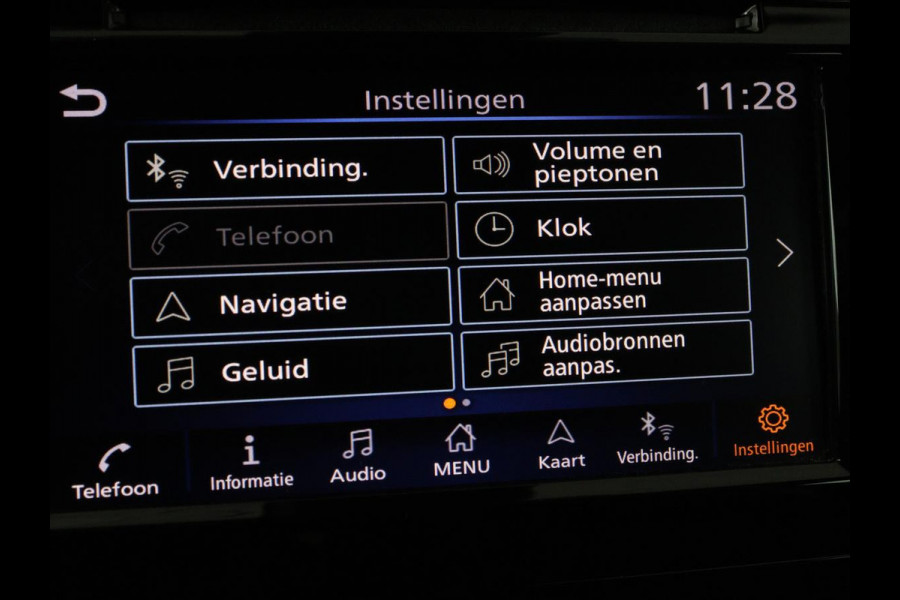 Instellingen
11:28
Verbinding.
Volume en
pieptonen
Telefoon
Klok
Navigatie
Home-menu
aanpassen
Geluid
Audiobronnen
aanpas.
Telefoon
Informatie
Audio
MENU
Kaart
Verbinding.
Instellingen